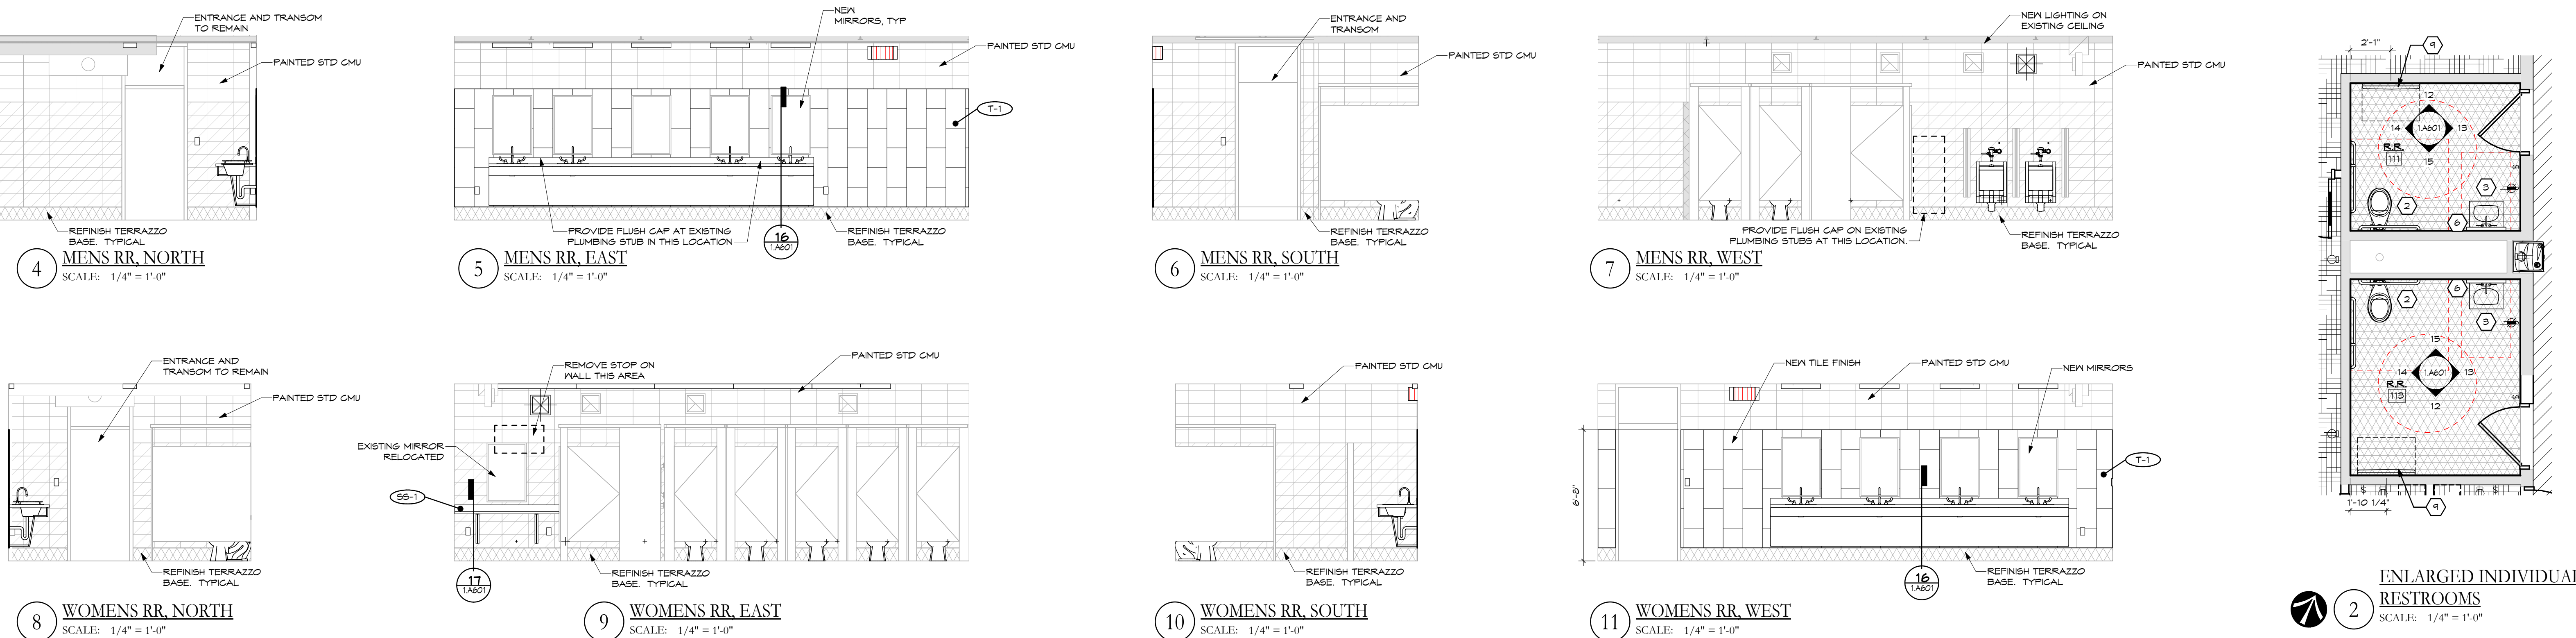 ENTRANCE AND TRANSOM
TO REMAIN
PAINTED STD CMU
REFINISH TERRAZZO
BASE. TYPICAL
4
MENS RR, NORTH
SCALE: 1/4" = 1'-0"
NEW
MIRRORS, TYP
PAINTED STD CMU
T-1
PROVIDE FLUSH CAP AT EXISTING
PLUMBING STUB IN THIS LOCATION
16
1.A601
REFINISH TERRAZZO
BASE. TYPICAL
5
MENS RR, EAST
SCALE: 1/4" = 1'-0"
ENTRANCE AND
TRANSOM
PAINTED STD CMU
REFINISH TERRAZZO
BASE. TYPICAL
6
MENS RR, SOUTH
SCALE: 1/4" = 1'-0"
NEW LIGHTING ON
EXISTING CEILING
PAINTED STD CMU
PROVIDE FLUSH CAP ON EXISTING
PLUMBING STUBS AT THIS LOCATION.
REFINISH TERRAZZO
BASE. TYPICAL
7
MENS RR, WEST
SCALE: 1/4" = 1'-0"
ENTRANCE AND
TRANSOM TO REMAIN
PAINTED STD CMU
REFINISH TERRAZZO
BASE. TYPICAL
8
WOMENS RR, NORTH
SCALE: 1/4" = 1'-0"
REMOVE STOP ON
WALL THIS AREA
PAINTED STD CMU
EXISTING MIRROR
RELOCATED
SS-1
17
1.A601
REFINISH TERRAZZO
BASE. TYPICAL
9
WOMENS RR, EAST
SCALE: 1/4" = 1'-0"
PAINTED STD CMU
REFINISH TERRAZZO
BASE. TYPICAL
10
WOMENS RR, SOUTH
SCALE: 1/4" = 1'-0"
NEW TILE FINISH
PAINTED STD CMU
NEW MIRRORS
T-1
6'-8"
16
1.A601
REFINISH TERRAZZO
BASE. TYPICAL
11
WOMENS RR, WEST
SCALE: 1/4" = 1'-0"
2'-1"
9
12
14
1.A601
13
15
R.R.
111
2
3
6
$
6
2
3
15
14
1.A601
13
12
R.R.
113
$
$ $ $
1'-10 1/4"
9
2
ENLARGED INDIVIDUAL
RESTROOMS
SCALE: 1/4" = 1'-0"